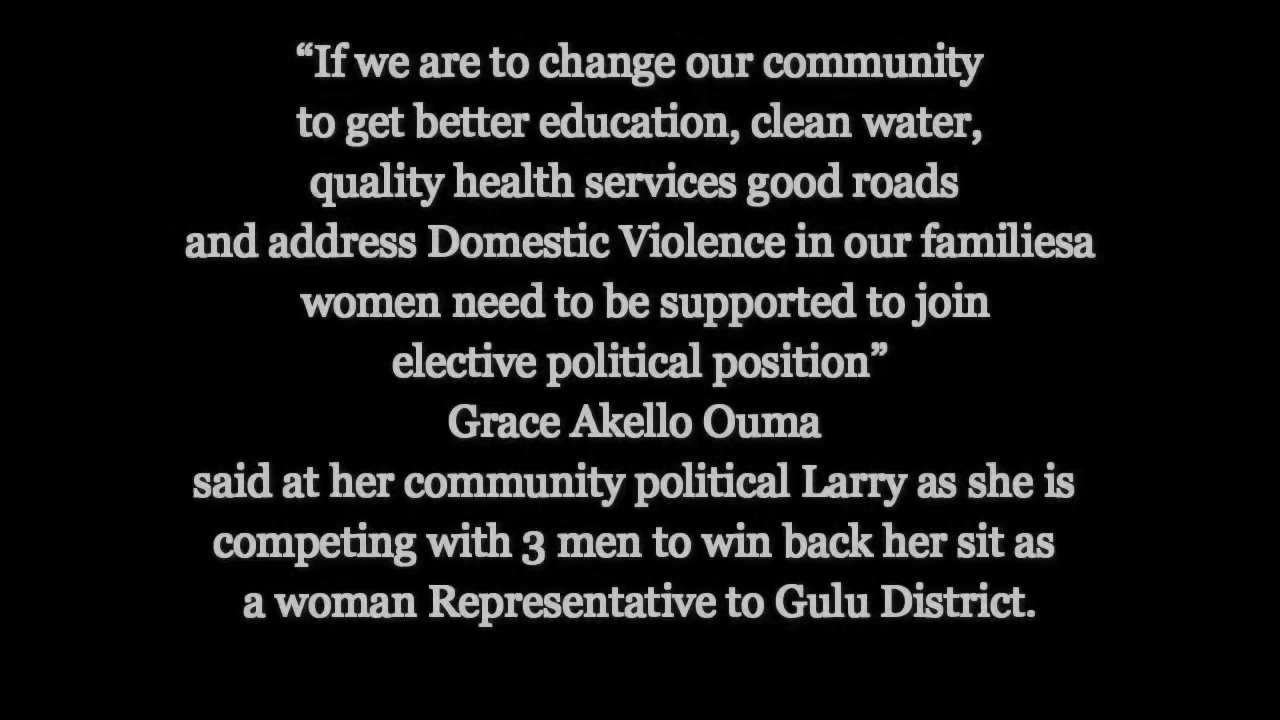 “If we are to change our community
to get better education, clean water,
quality health services good roads
and address Domestic Violence in our familiesa
women need to be supported to join
elective political position”
Grace Akello Ouma
said at her community political Larry as she is
competing with 3 men to win back her sit as
a woman Representative to Gulu District.